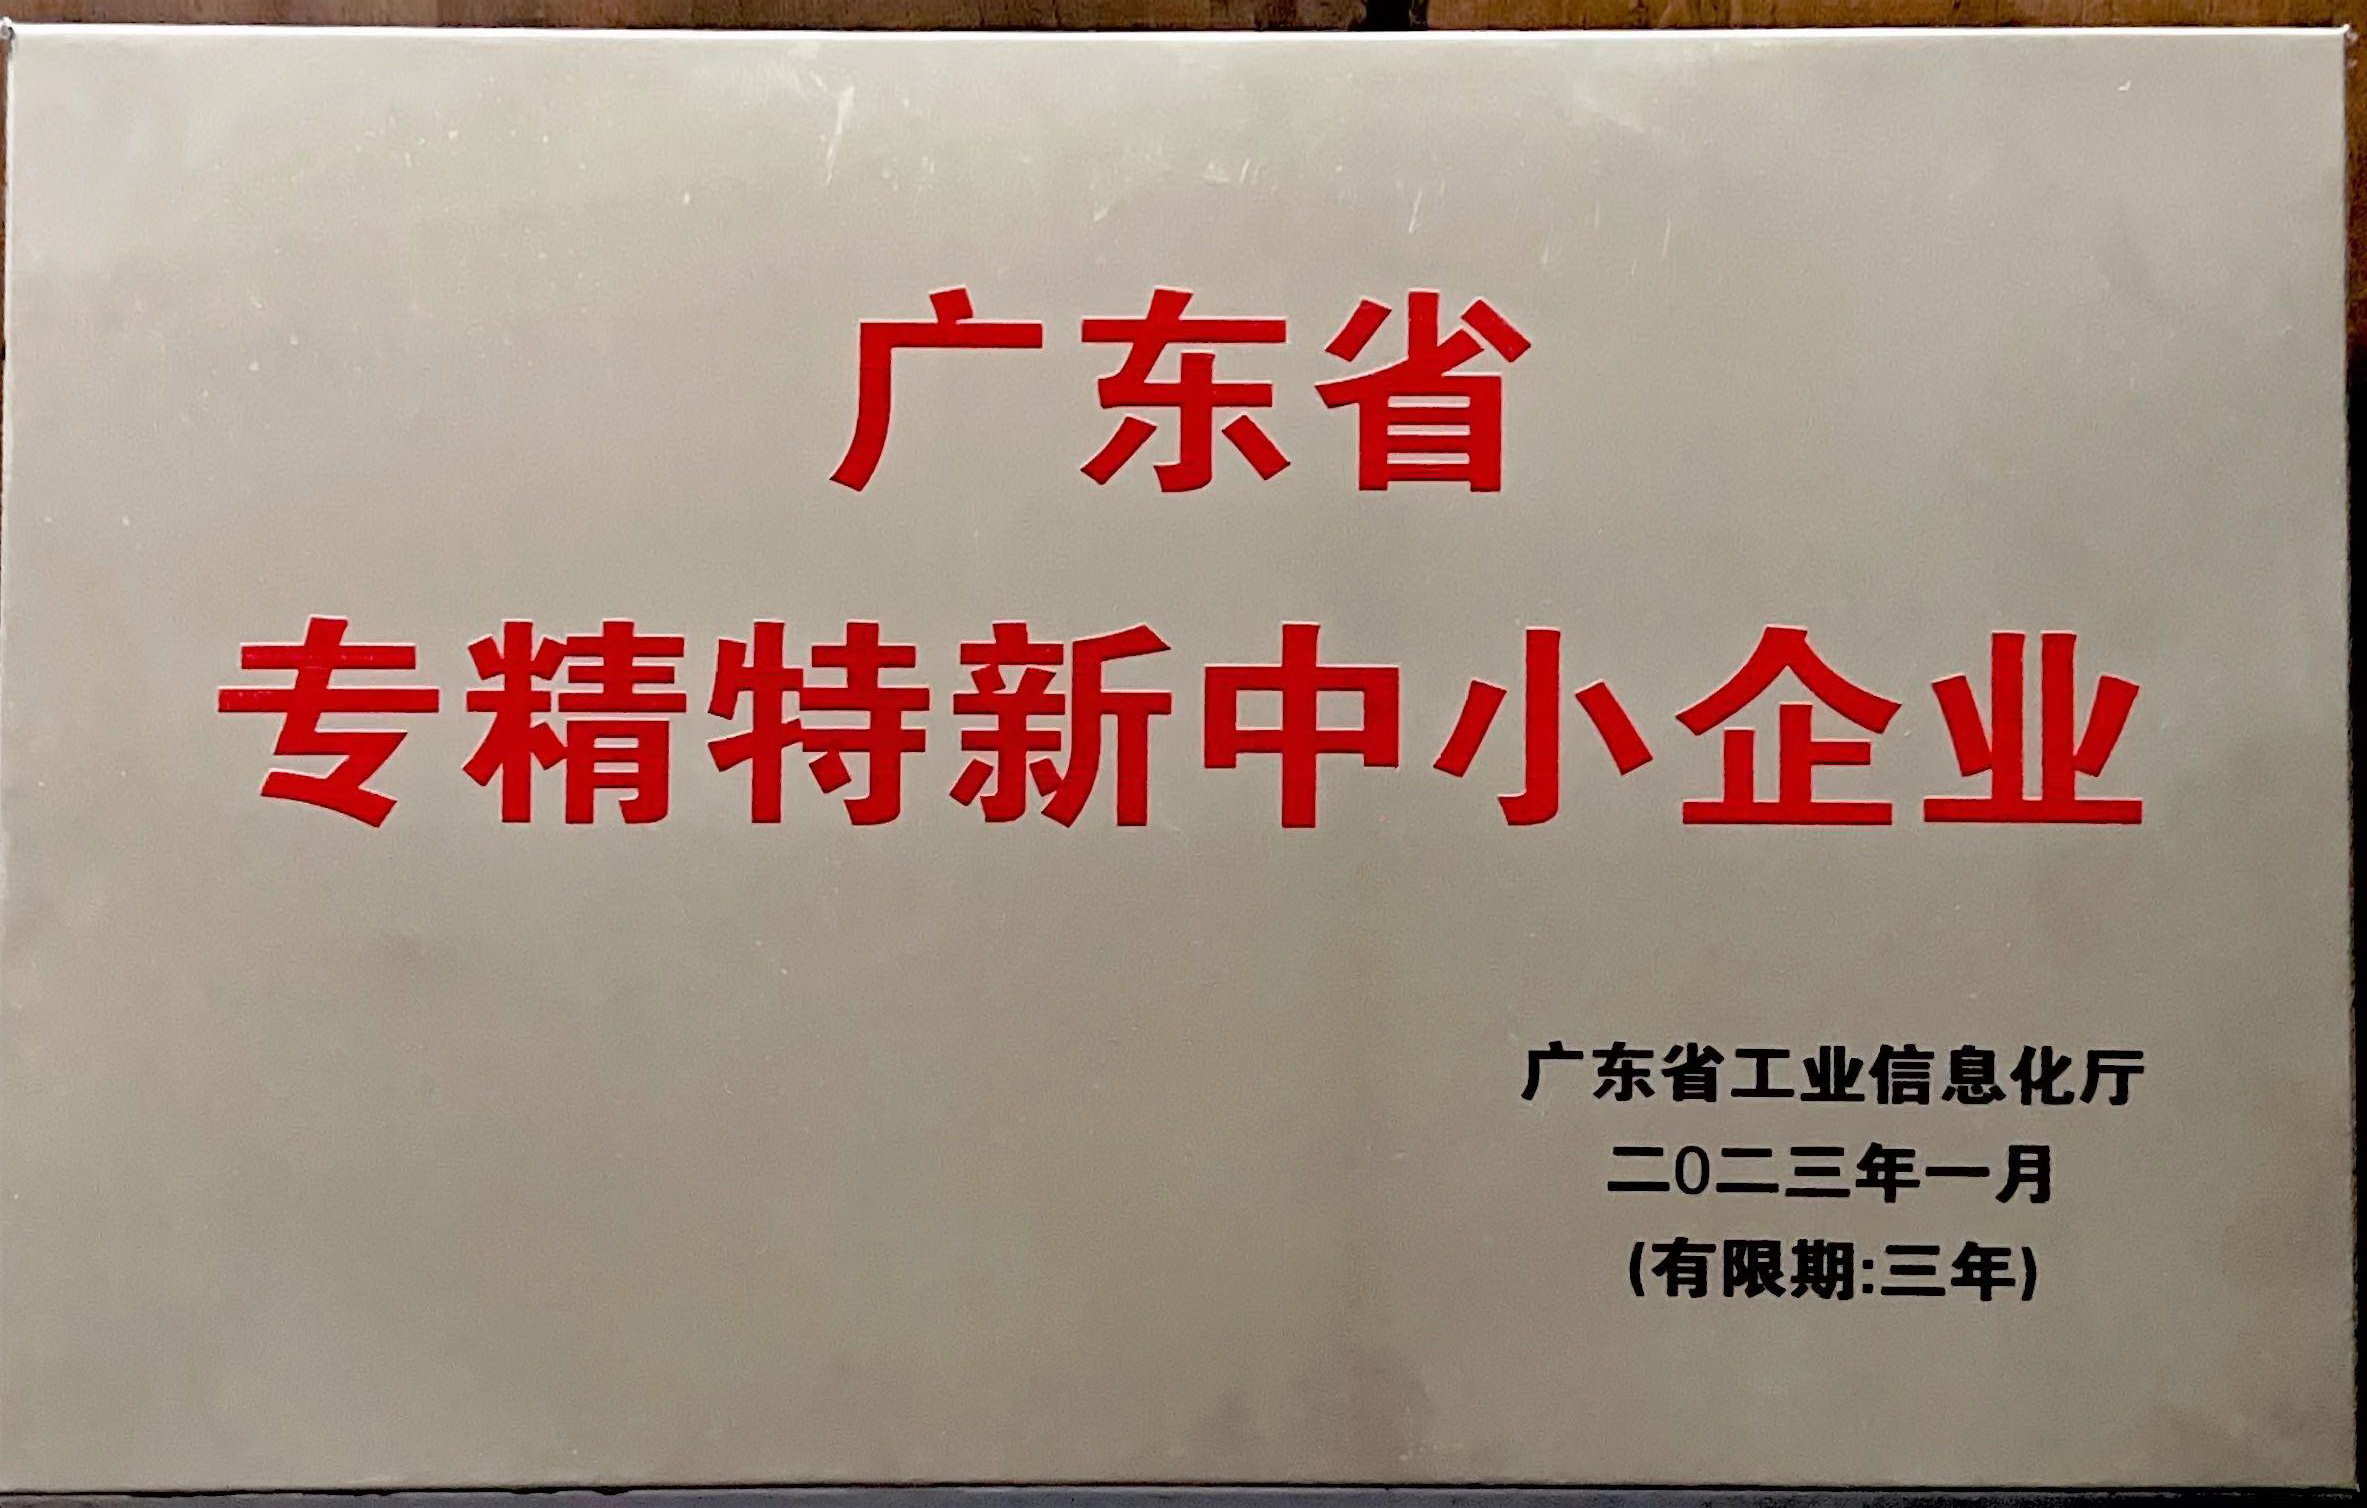 广东省
专精特新中小企业
广东省工业信息化厅
二0二三年一月
(有限期:三年)